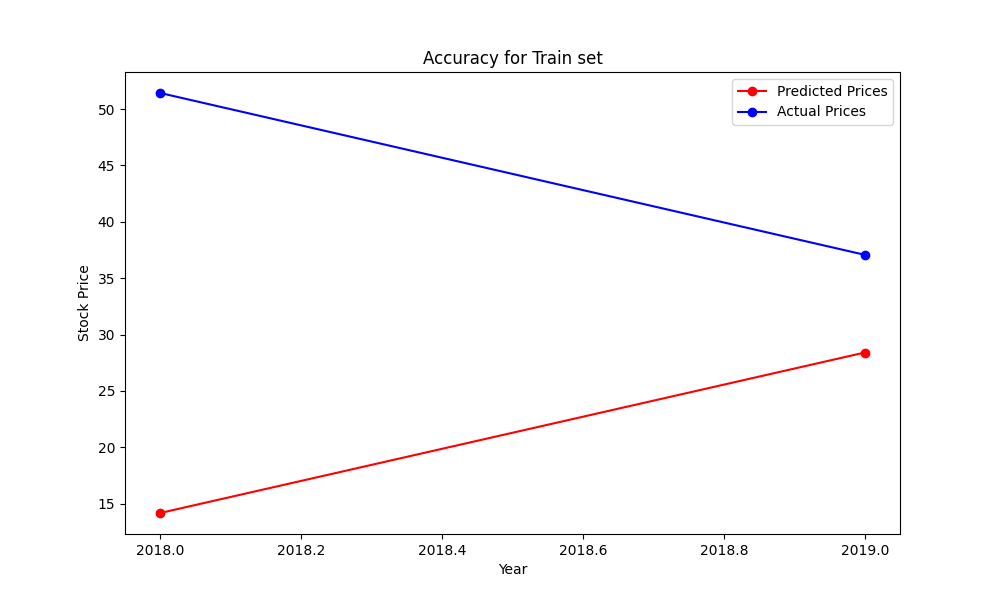 Accuracy for Train set
Predicted Prices
Actual Prices
Stock Price
50
45
40
35
30
25
20
15
2018.0
2018.2
2018.4
2018.6
2018.8
2019.0
Year